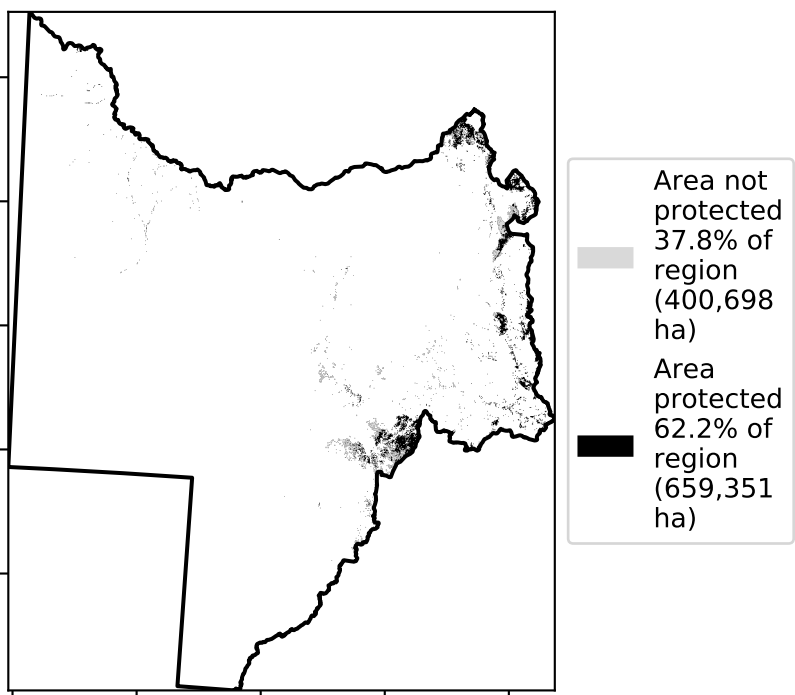 Area not
protected
37.8% of
region
(400,698
ha)
Area
protected
62.2% of
region
(659,351
ha)